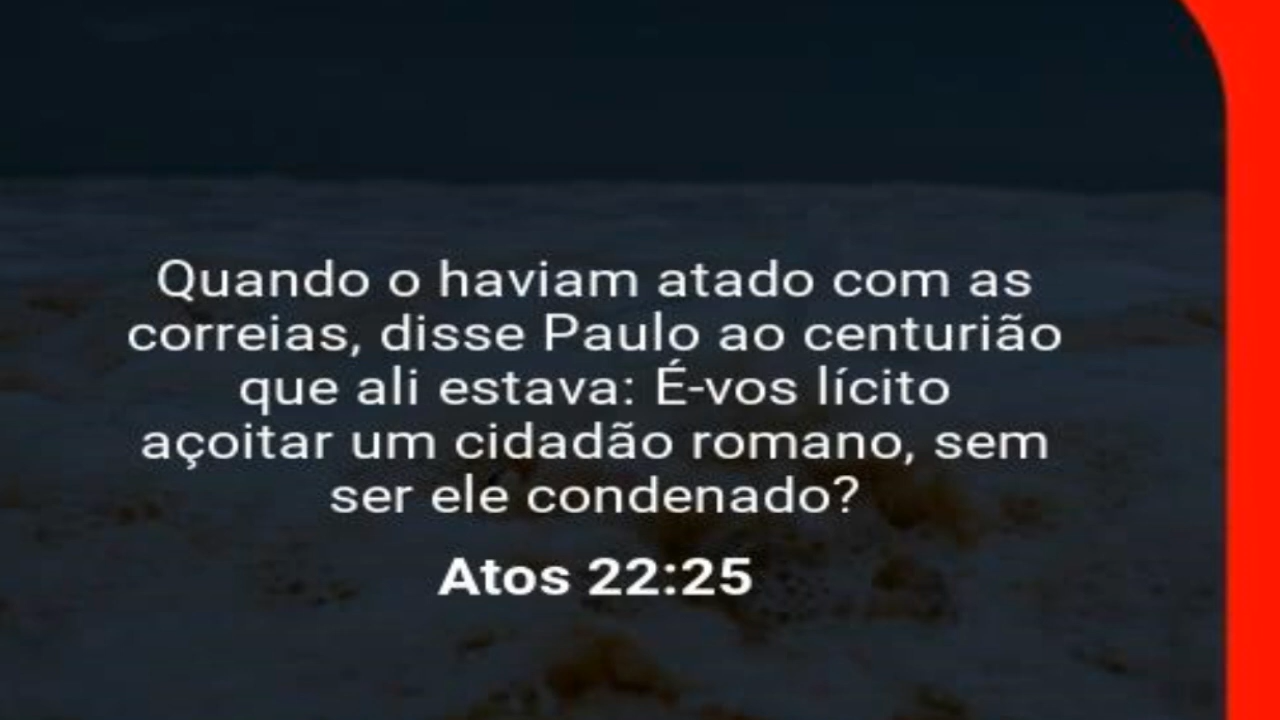 Quando o haviam atado com as
correias, disse Paulo ao centurião
que ali estava: É-vos lícito
açoitar um cidadão romano, sem
ser ele condenado?
Atos 22:25